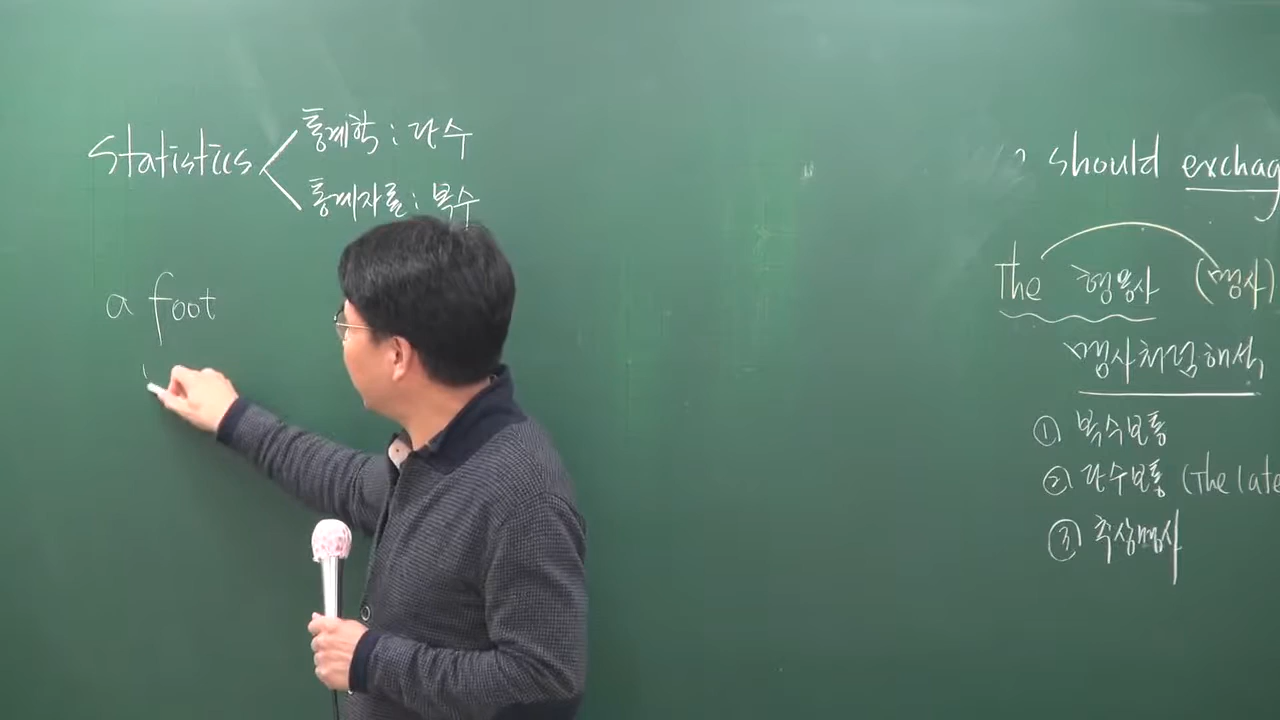 statistics
통계학 : 단수
통계자료 : 복수
a foot
should exchag
The 형용사 (명사)
명사처럼해석
① 복수보통
② 단수보통 (The late
③ 추상명사